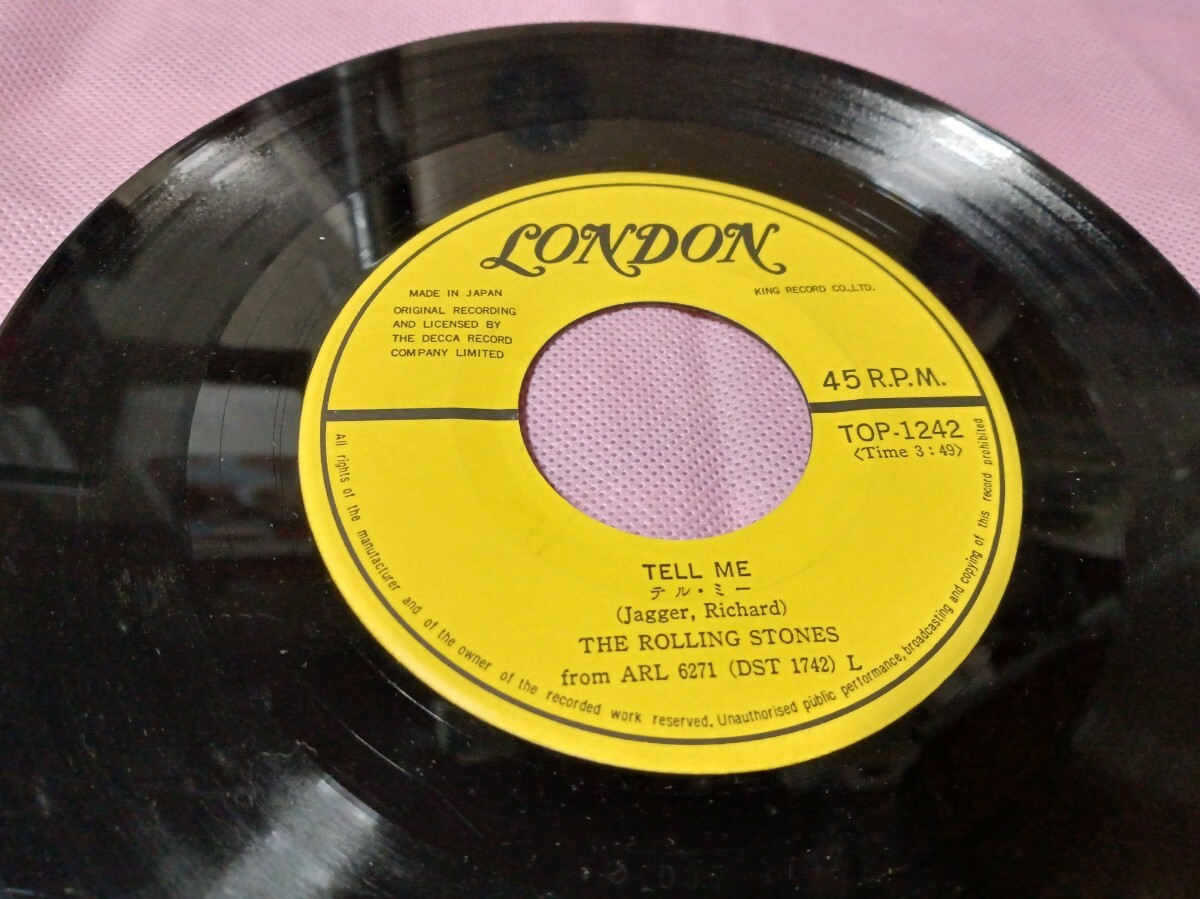 LONDON
MADE IN JAPAN
KING RECORD CO.,LTD.
ORIGINAL RECORDING
AND LICENSED BY
THE DECCA RECORD
COMPANY LIMITED
45 R.P.M.
TOP-1242
〈Time 3:49〉
TELL ME
テル・ミー
(Jagger, Richard)
THE ROLLING STONES
from ARL 6271 (DST 1742) L
All rights of the manufacturer and of the owner of the recorded work reserved. Unauthorised public performance, broadcasting and copying of this record prohibited